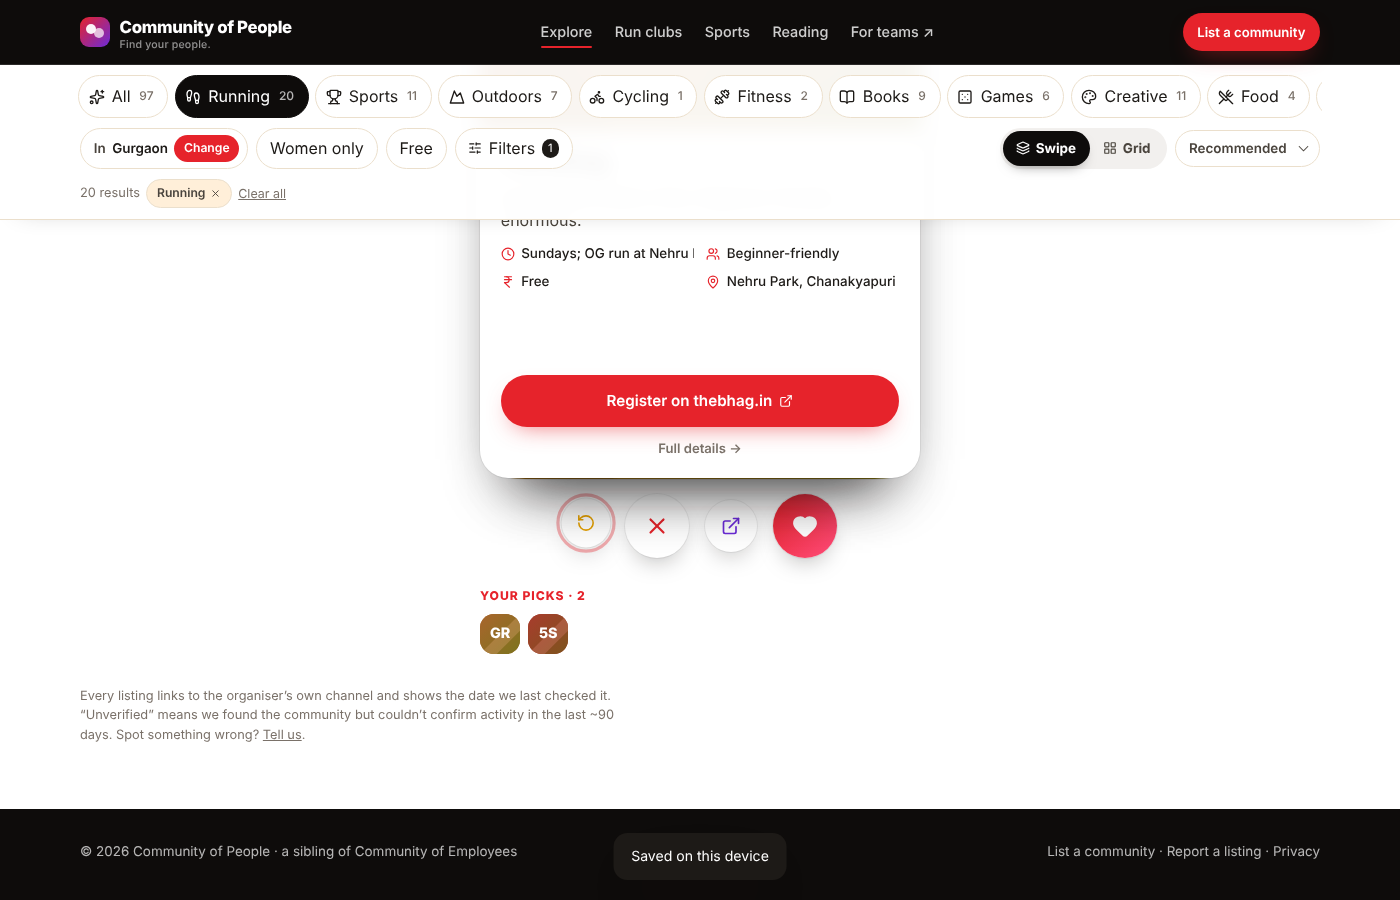 Community of People
Find your people.
Explore
Run clubs
Sports
Reading
For teams ↗
List a community
All 97
Running 20
Sports 11
Outdoors 7
Cycling 1
Fitness 2
Books 9
Games 6
Creative 11
Food 4
In Gurgaon Change
Women only
Free
Filters 1
Swipe
Grid
Recommended
20 results
Running ×
Clear all
enormous.
Sundays; OG run at Nehru
Beginner-friendly
₹ Free
Nehru Park, Chanakyapuri
Register on thebhag.in
Full details →
YOUR PICKS · 2
GR
5S
Every listing links to the organiser’s own channel and shows the date we last checked it.
“Unverified” means we found the community but couldn’t confirm activity in the last ~90
days. Spot something wrong? Tell us.
© 2026 Community of People · a sibling of Community of Employees
Saved on this device
List a community · Report a listing · Privacy